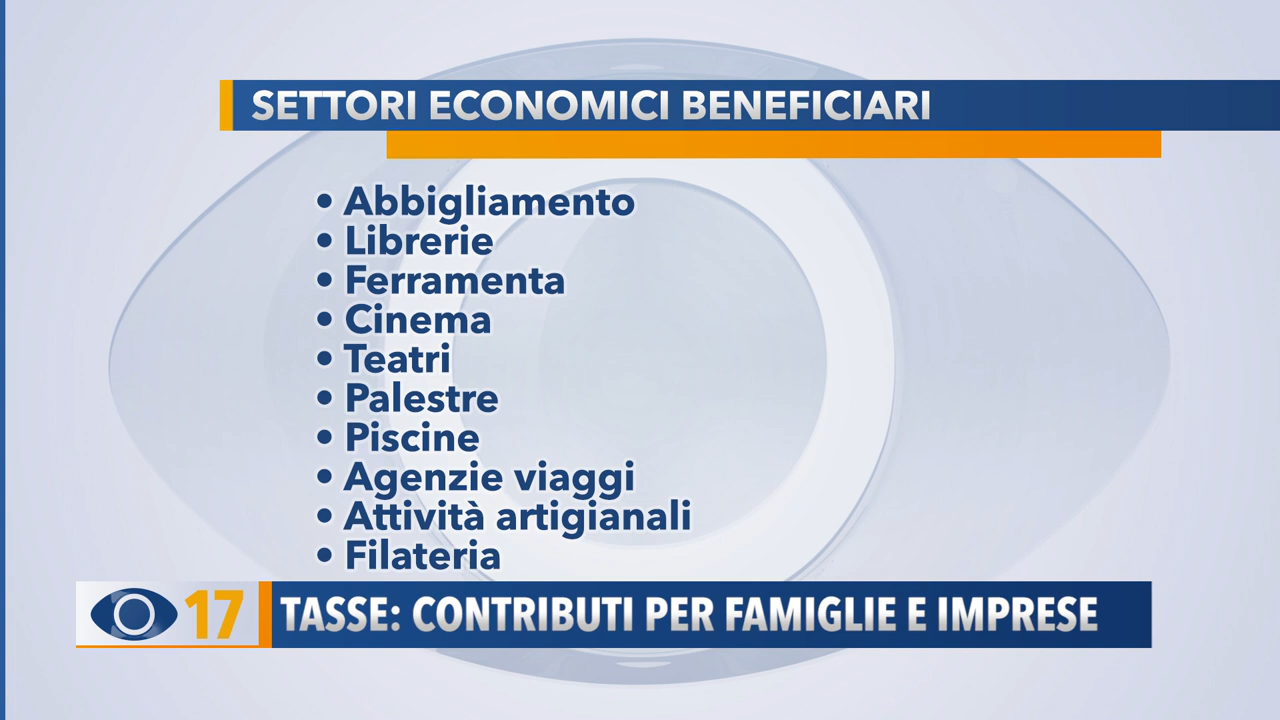 SETTORI ECONOMICI BENEFICIARI
• Abbigliamento
• Librerie
• Ferramenta
• Cinema
• Teatri
• Palestre
• Piscine
• Agenzie viaggi
• Attività artigianali
• Filateria
17
TASSE: CONTRIBUTI PER FAMIGLIE E IMPRESE